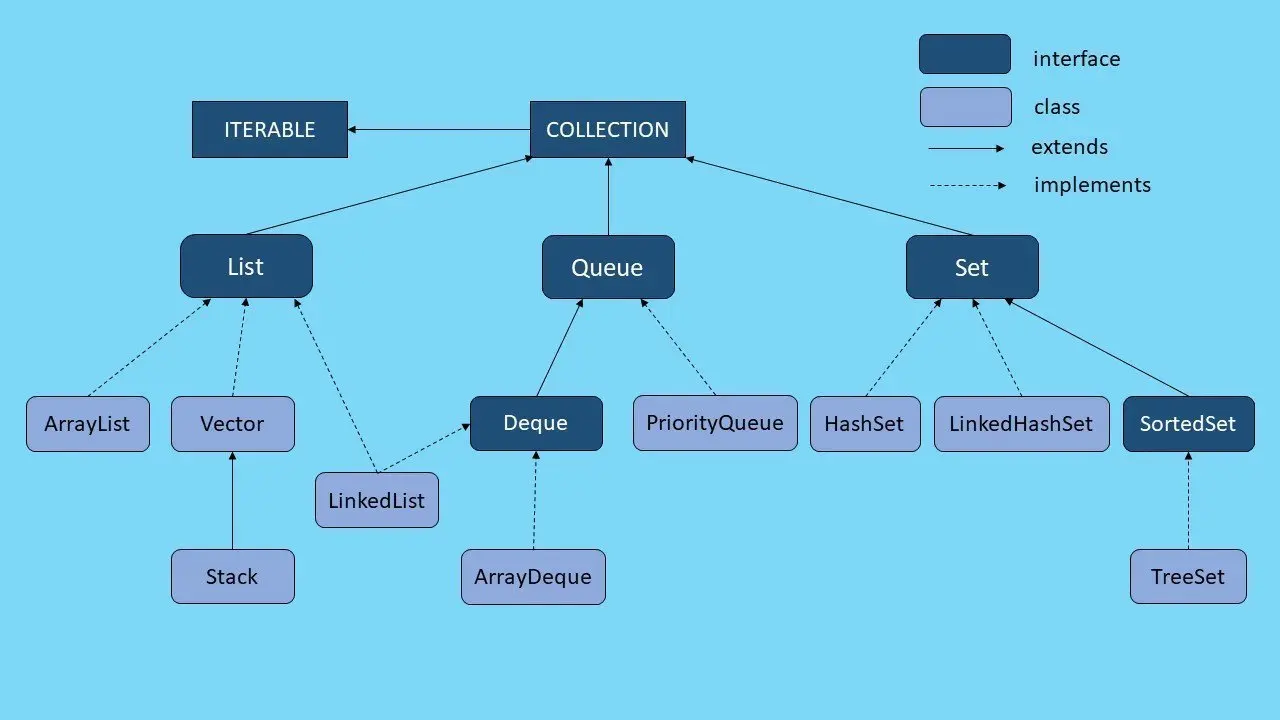 interface
class
ITERABLE
COLLECTION
extends
implements
List
Queue
Set
ArrayList
Vector
Deque
PriorityQueue
HashSet
LinkedHashSet
SortedSet
LinkedList
Stack
ArrayDeque
TreeSet